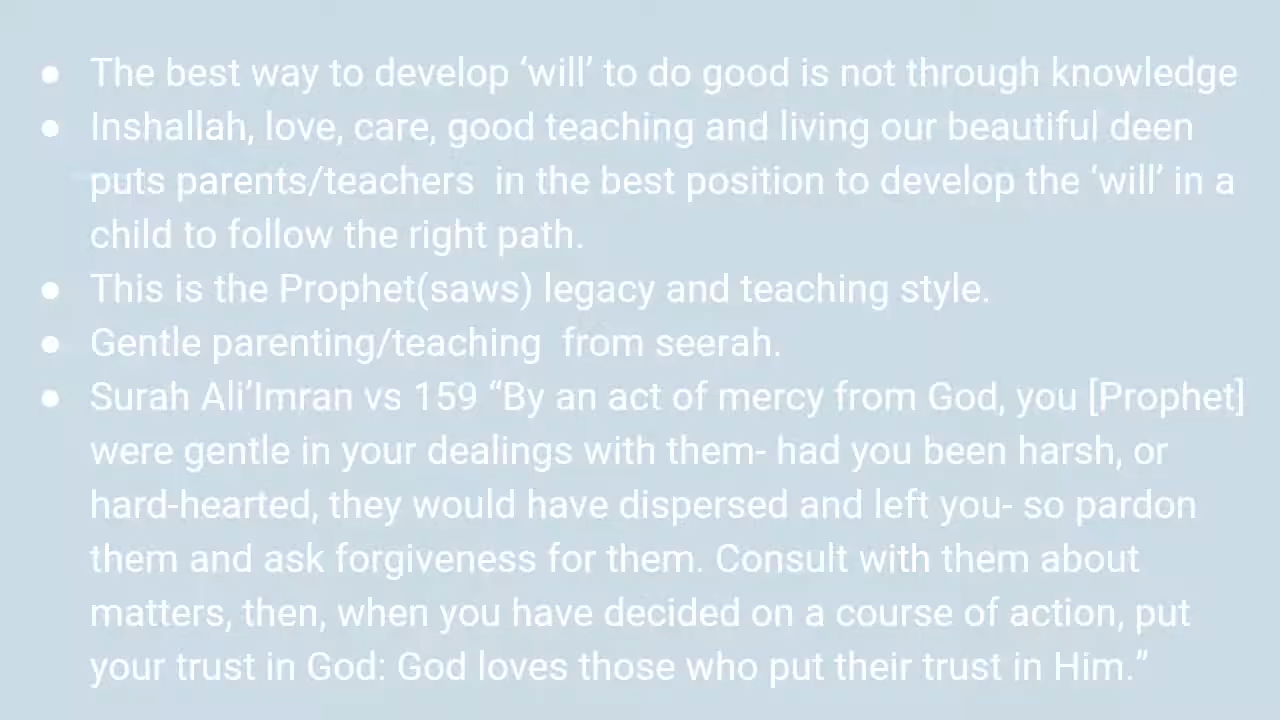 ● The best way to develop ‘will’ to do good is not through knowledge
● Inshallah, love, care, good teaching and living our beautiful deen
puts parents/teachers  in the best position to develop the ‘will’ in a
child to follow the right path.
● This is the Prophet(saws) legacy and teaching style.
● Gentle parenting/teaching  from seerah.
● Surah Ali’Imran vs 159 “By an act of mercy from God, you [Prophet]
were gentle in your dealings with them- had you been harsh, or
hard-hearted, they would have dispersed and left you- so pardon
them and ask forgiveness for them. Consult with them about
matters, then, when you have decided on a course of action, put
your trust in God: God loves those who put their trust in Him.”